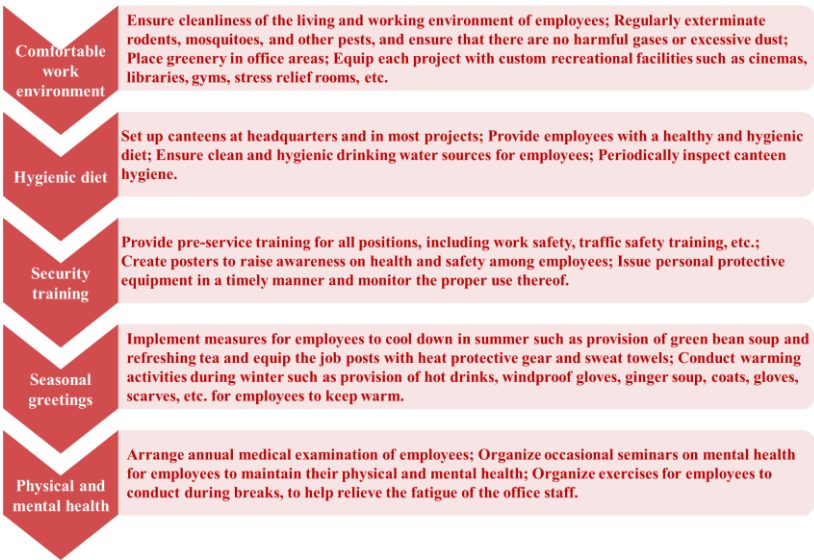 Comfortable
work
environment
Ensure cleanliness of the living and working environment of employees; Regularly exterminate
rodents, mosquitoes, and other pests, and ensure that there are no harmful gases or excessive dust;
Place greenery in office areas; Equip each project with custom recreational facilities such as cinemas,
libraries, gyms, stress relief rooms, etc.
Hygienic diet
Set up canteens at headquarters and in most projects; Provide employees with a healthy and hygienic
diet; Ensure clean and hygienic drinking water sources for employees; Periodically inspect canteen
hygiene.
Security
training
Provide pre-service training for all positions, including work safety, traffic safety training, etc.;
Create posters to raise awareness on health and safety among employees; Issue personal protective
equipment in a timely manner and monitor the proper use thereof.
Seasonal
greetings
Implement measures for employees to cool down in summer such as provision of green bean soup and
refreshing tea and equip the job posts with heat protective gear and sweat towels; Conduct warming
activities during winter such as provision of hot drinks, windproof gloves, ginger soup, coats, gloves,
scarves, etc. for employees to keep warm.
Physical and
mental health
Arrange annual medical examination of employees; Organize occasional seminars on mental health
for employees to maintain their physical and mental health; Organize exercises for employees to
conduct during breaks, to help relieve the fatigue of the office staff.